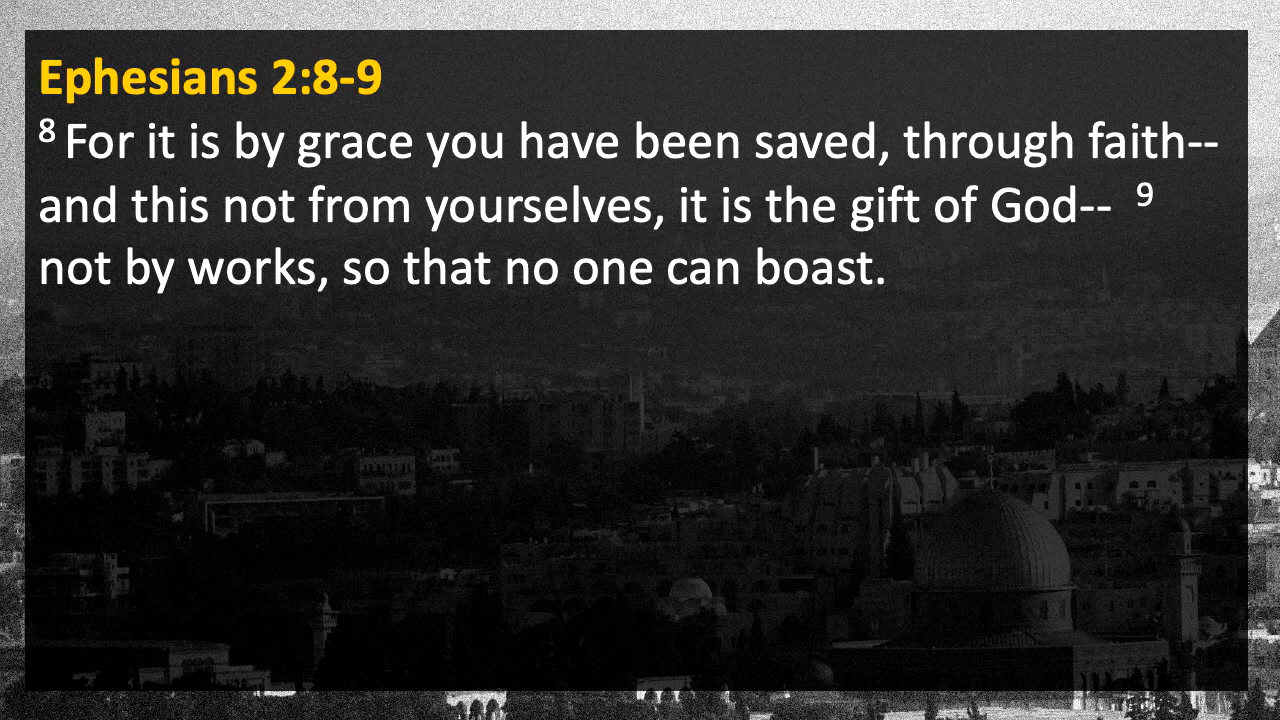 Ephesians 2:8-9
8 For it is by grace you have been saved, through faith--
and this not from yourselves, it is the gift of God-- 9
not by works, so that no one can boast.